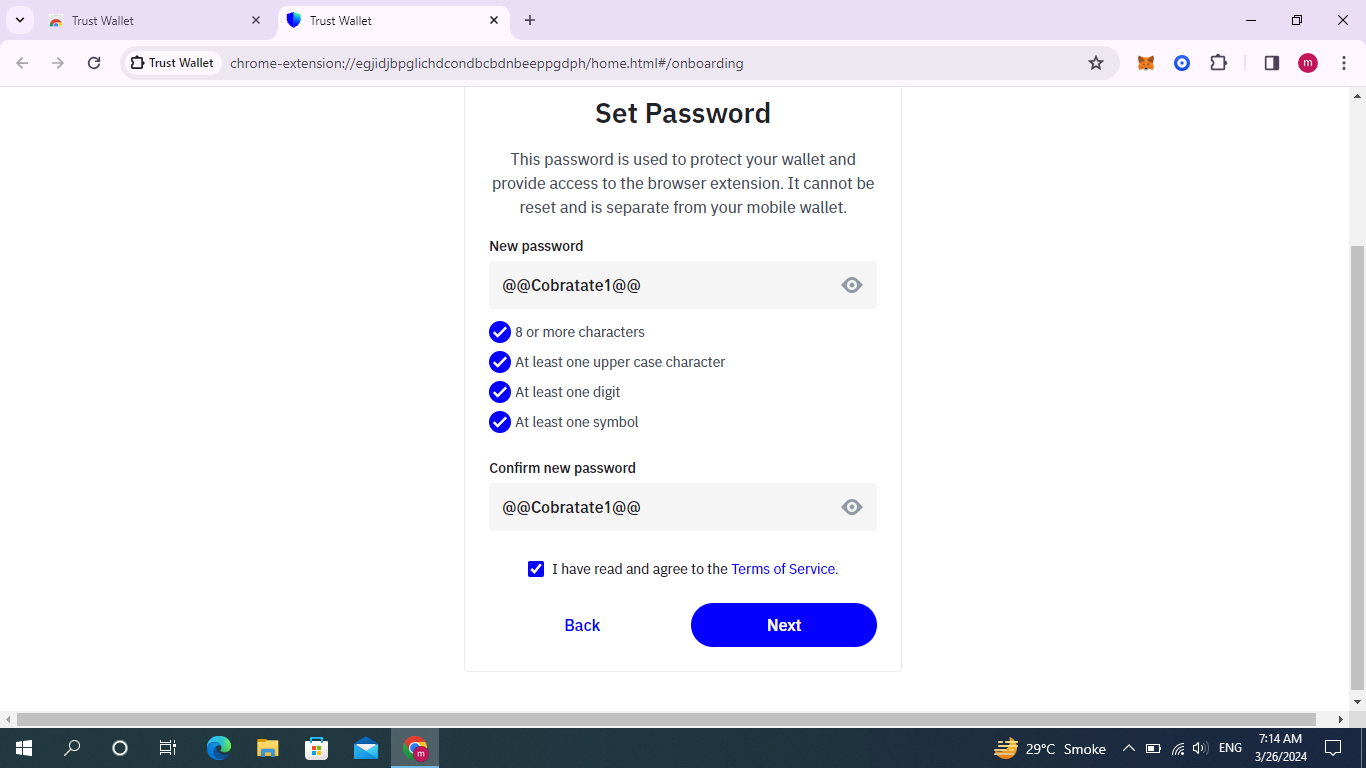 Trust Wallet
Trust Wallet
Trust Wallet
chrome-extension://egjidjbpglichdcondbcbdnbeeppgdph/home.html#/onboarding
m
Set Password
This password is used to protect your wallet and
provide access to the browser extension. It cannot be
reset and is separate from your mobile wallet.
New password
@@Cobratate1@@
8 or more characters
At least one upper case character
At least one digit
At least one symbol
Confirm new password
@@Cobratate1@@
I have read and agree to the Terms of Service.
Back
Next
m
29°C Smoke
ENG
7:14 AM
3/26/2024